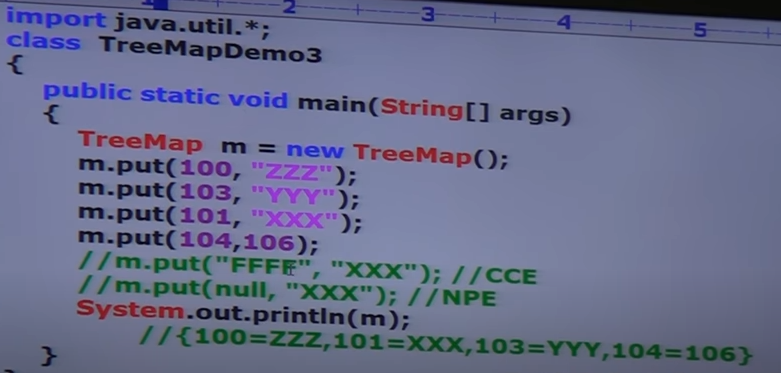 2 3 4 5
import java.util.*;
class TreeMapDemo3
{
public static void main(String[] args)
{
TreeMap m = new TreeMap();
m.put(100, "ZZZ");
m.put(103, "YYY");
m.put(101, "XXX");
m.put(104,106);
//m.put("FFFF", "XXX"); //CCE
//m.put(null, "XXX"); //NPE
System.out.println(m);
//{100=ZZZ,101=XXX,103=YYY,104=106}
}